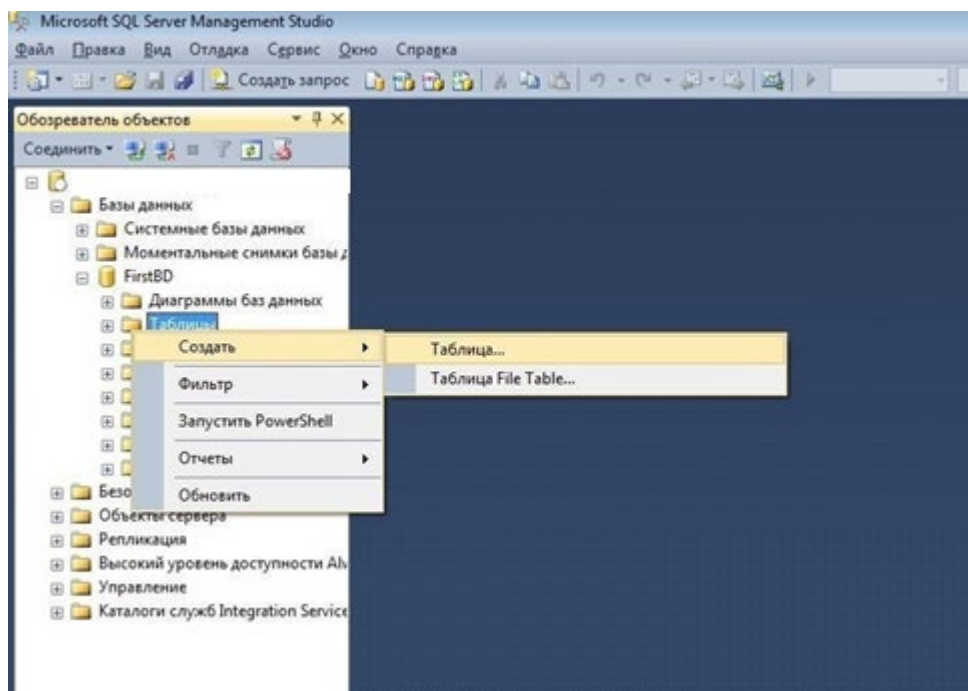 Microsoft SQL Server Management Studio
Файл Правка Вид Отладка Сервис Окно Справка
Создать запрос
Обозреватель объектов
Соединить
Базы данных
Системные базы данных
Моментальные снимки базы д
FirstBD
Диаграммы баз данных
Таблицы
Создать
Таблица...
Таблица File Table...
Фильтр
Запустить PowerShell
Отчеты
Обновить
Безо
Объекты сервера
Репликация
Высокий уровень доступности Alw
Управление
Каталоги служб Integration Service